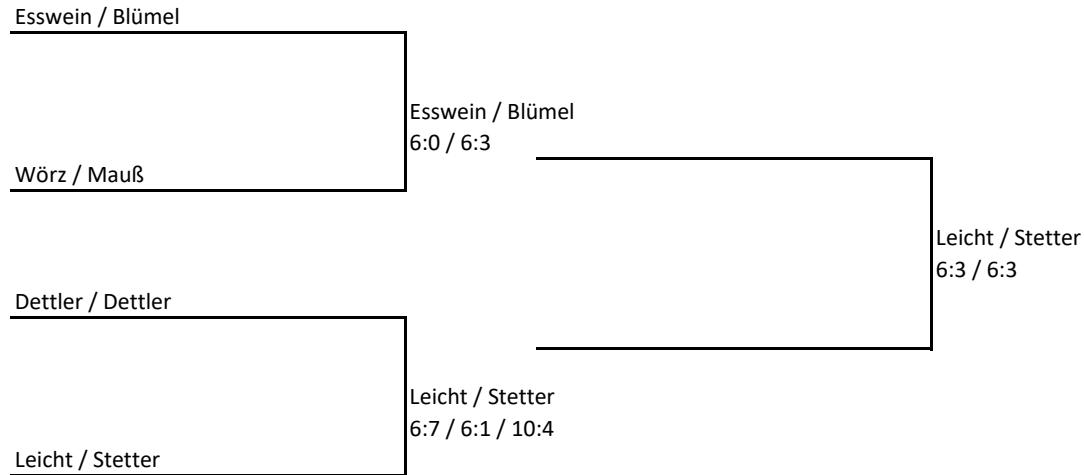 Esswein / Blümel
Esswein / Blümel
6:0 / 6:3
Wörz / Mauß
Leicht / Stetter
6:3 / 6:3
Dettler / Dettler
Leicht / Stetter
6:7 / 6:1 / 10:4
Leicht / Stetter